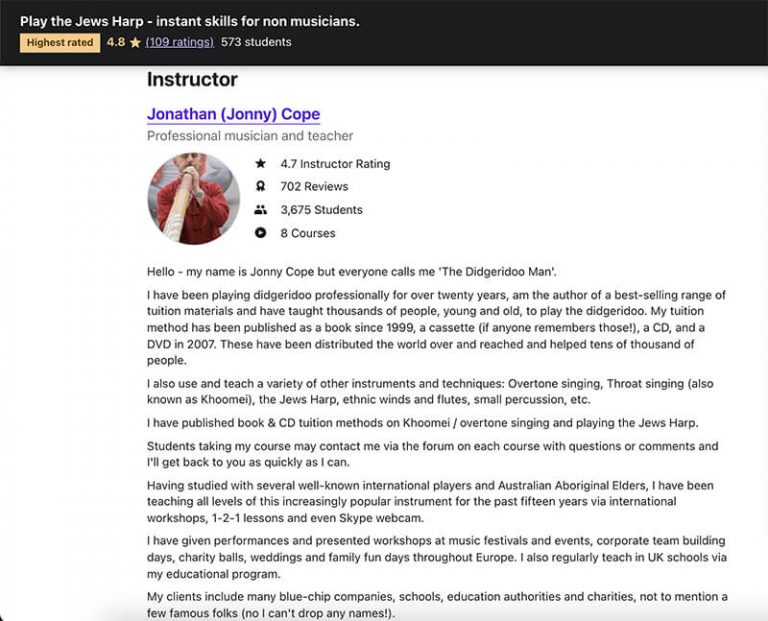 Play the Jews Harp - instant skills for non musicians.
Highest rated 4.8 (109 ratings) 573 students
Instructor
Jonathan (Jonny) Cope
Professional musician and teacher
4.7 Instructor Rating
702 Reviews
3,675 Students
8 Courses
Hello - my name is Jonny Cope but everyone calls me 'The Didgeridoo Man'.
I have been playing didgeridoo professionally for over twenty years, am the author of a best-selling range of
tuition materials and have taught thousands of people, young and old, to play the didgeridoo. My tuition
method has been published as a book since 1999, a cassette (if anyone remembers those!), a CD, and a
DVD in 2007. These have been distributed the world over and reached and helped tens of thousand of
people.
I also use and teach a variety of other instruments and techniques: Overtone singing, Throat singing (also
known as Khoomei), the Jews Harp, ethnic winds and flutes, small percussion, etc.
I have published book & CD tuition methods on Khoomei / overtone singing and playing the Jews Harp.
Students taking my course may contact me via the forum on each course with questions or comments and
I'll get back to you as quickly as I can.
Having studied with several well-known international players and Australian Aboriginal Elders, I have been
teaching all levels of this increasingly popular instrument for the past fifteen years via international
workshops, 1-2-1 lessons and even Skype webcam.
I have given performances and presented workshops at music festivals and events, corporate team building
days, charity balls, weddings and family fun days throughout Europe. I also regularly teach in UK schools via
my educational program.
My clients include many blue-chip companies, schools, education authorities and charities, not to mention a
few famous folks (no I can't drop any names!).